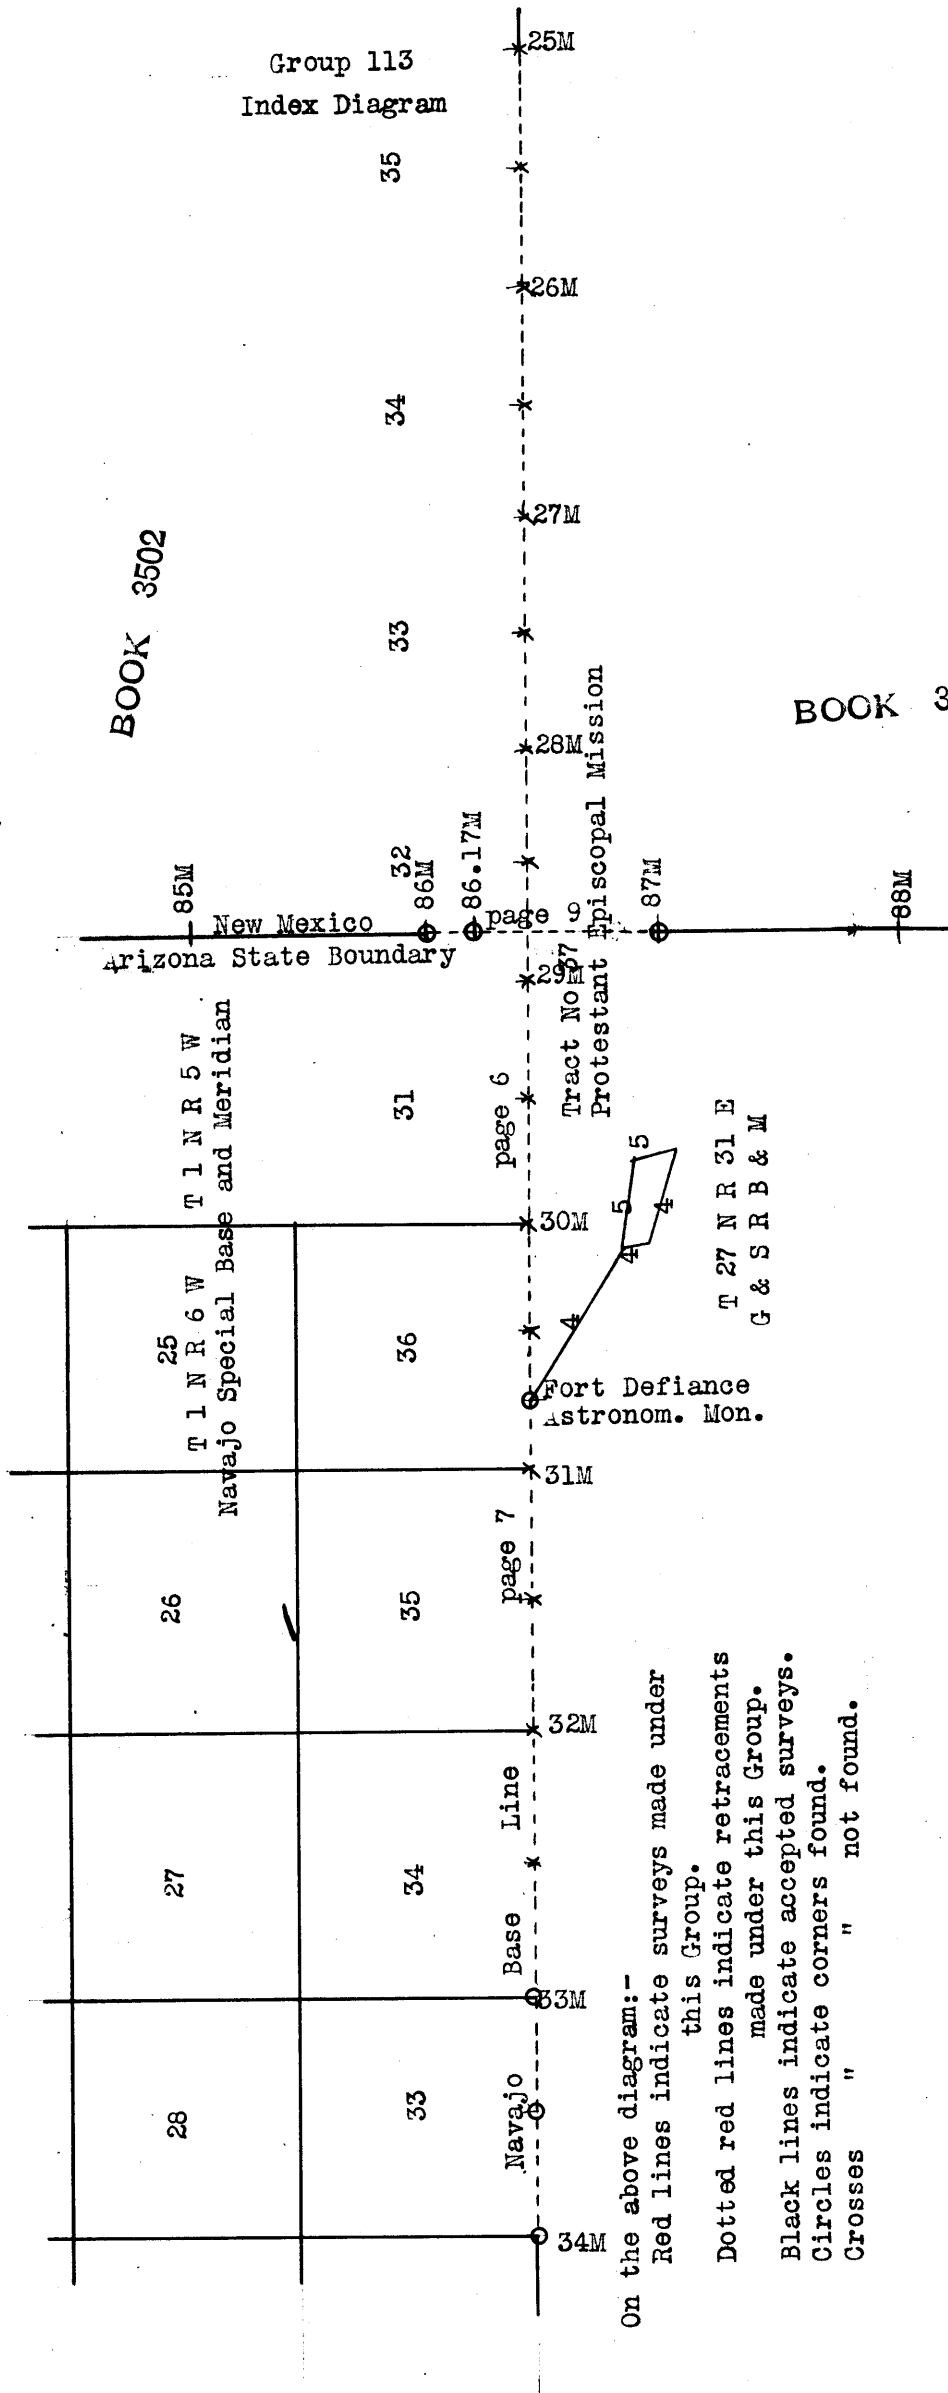 Group 113
Index Diagram
25M
35
26M
34
27M
BOOK 3502
33
28M
BOOK 3
32
85M
86M
86.17M
87M
88M
New Mexico
Arizona State Boundary
page 9
29M
Tract No 37
Protestant Episcopal Mission
T 1 N R 5 W
T 1 N R 6 W
Navajo Special Base and Meridian
31
page 6
30M
5
5
4
4
4
T 27 N R 31 E
G & S R B & M
25
36
Fort Defiance
Astronom. Mon.
31M
page 7
26
35
32M
27
34
Navajo Base Line
33M
28
33
34M
On the above diagram:-
Red lines indicate surveys made under
this Group.
Dotted red lines indicate retracements
made under this Group.
Black lines indicate accepted surveys.
Circles indicate corners found.
Crosses " " not found.